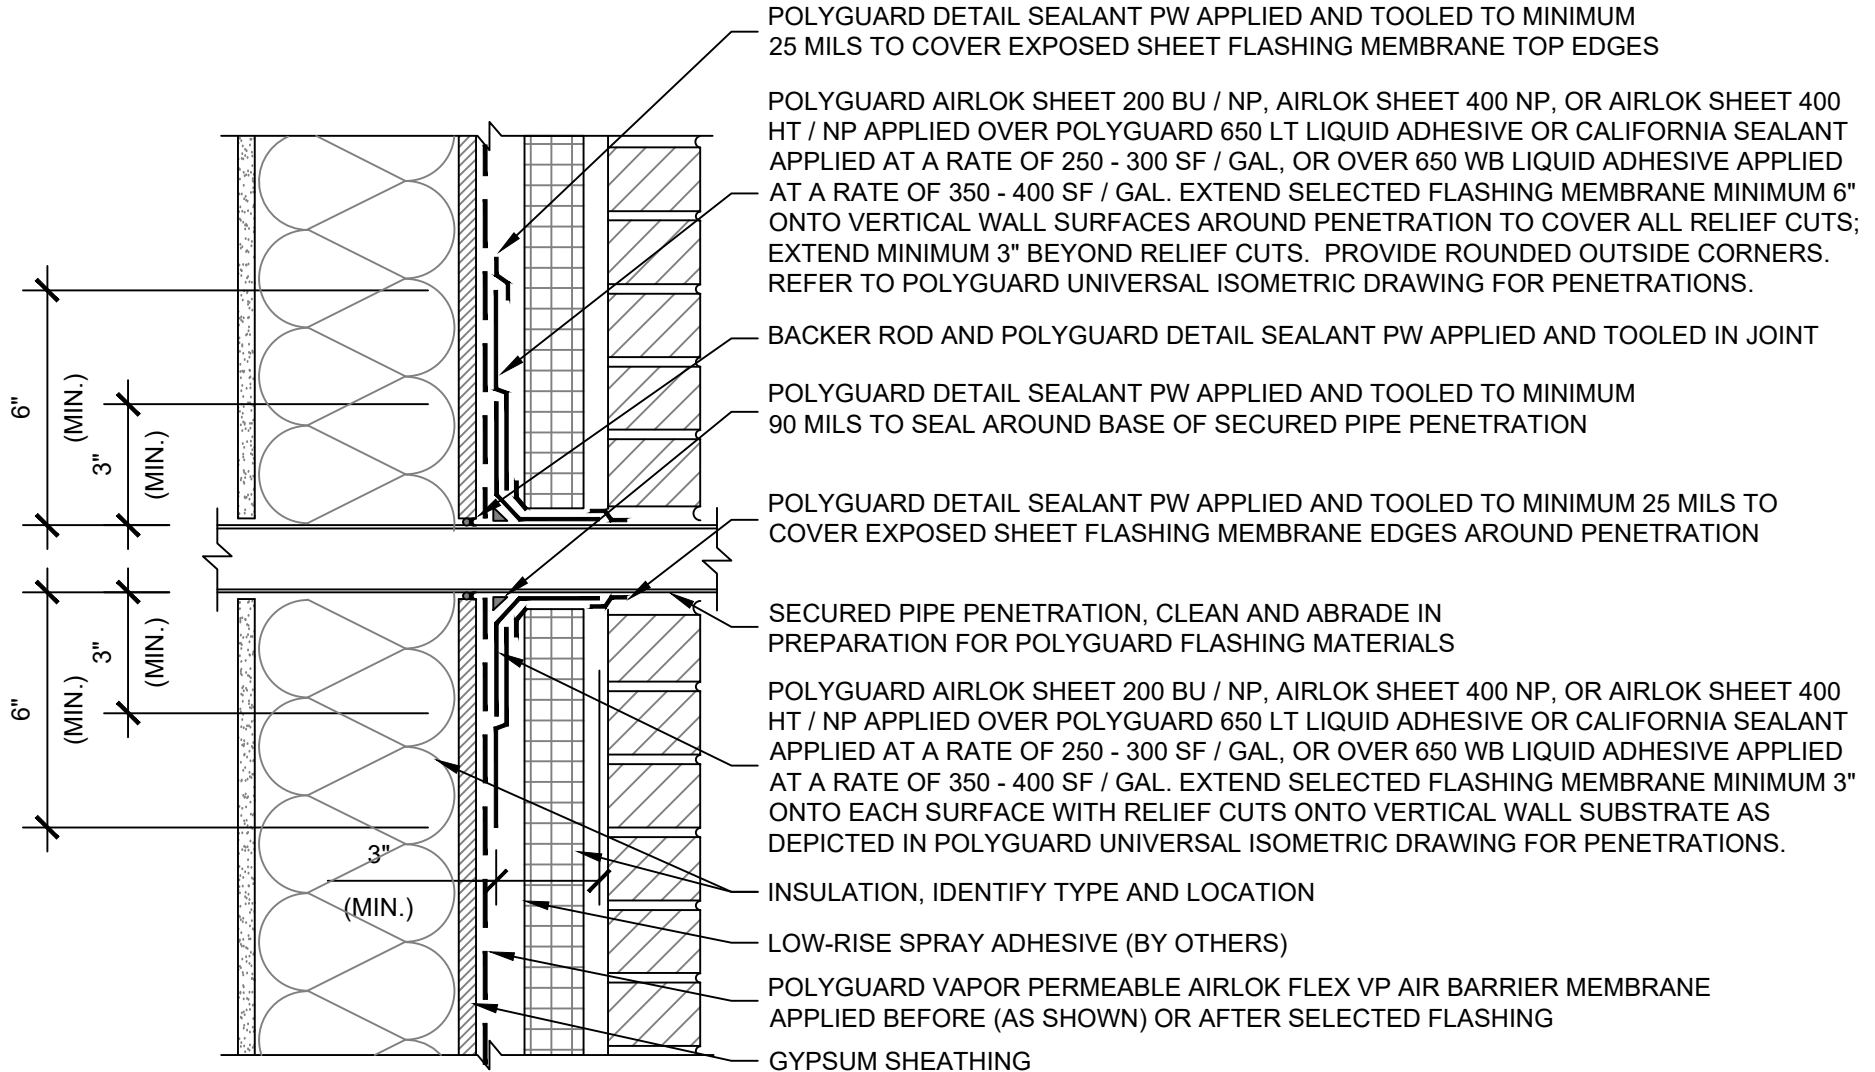 POLYGUARD DETAIL SEALANT PW APPLIED AND TOOLED TO MINIMUM
25 MILS TO COVER EXPOSED SHEET FLASHING MEMBRANE TOP EDGES
POLYGUARD AIRLOK SHEET 200 BU / NP, AIRLOK SHEET 400 NP, OR AIRLOK SHEET 400
HT / NP APPLIED OVER POLYGUARD 650 LT LIQUID ADHESIVE OR CALIFORNIA SEALANT
APPLIED AT A RATE OF 250 - 300 SF / GAL, OR OVER 650 WB LIQUID ADHESIVE APPLIED
AT A RATE OF 350 - 400 SF / GAL. EXTEND SELECTED FLASHING MEMBRANE MINIMUM 6"
ONTO VERTICAL WALL SURFACES AROUND PENETRATION TO COVER ALL RELIEF CUTS;
EXTEND MINIMUM 3" BEYOND RELIEF CUTS. PROVIDE ROUNDED OUTSIDE CORNERS.
REFER TO POLYGUARD UNIVERSAL ISOMETRIC DRAWING FOR PENETRATIONS.
BACKER ROD AND POLYGUARD DETAIL SEALANT PW APPLIED AND TOOLED IN JOINT
POLYGUARD DETAIL SEALANT PW APPLIED AND TOOLED TO MINIMUM
90 MILS TO SEAL AROUND BASE OF SECURED PIPE PENETRATION
POLYGUARD DETAIL SEALANT PW APPLIED AND TOOLED TO MINIMUM 25 MILS TO
COVER EXPOSED SHEET FLASHING MEMBRANE EDGES AROUND PENETRATION
SECURED PIPE PENETRATION, CLEAN AND ABRADE IN
PREPARATION FOR POLYGUARD FLASHING MATERIALS
POLYGUARD AIRLOK SHEET 200 BU / NP, AIRLOK SHEET 400 NP, OR AIRLOK SHEET 400
HT / NP APPLIED OVER POLYGUARD 650 LT LIQUID ADHESIVE OR CALIFORNIA SEALANT
APPLIED AT A RATE OF 250 - 300 SF / GAL, OR OVER 650 WB LIQUID ADHESIVE APPLIED
AT A RATE OF 350 - 400 SF / GAL. EXTEND SELECTED FLASHING MEMBRANE MINIMUM 3"
ONTO EACH SURFACE WITH RELIEF CUTS ONTO VERTICAL WALL SUBSTRATE AS
DEPICTED IN POLYGUARD UNIVERSAL ISOMETRIC DRAWING FOR PENETRATIONS.
INSULATION, IDENTIFY TYPE AND LOCATION
LOW-RISE SPRAY ADHESIVE (BY OTHERS)
POLYGUARD VAPOR PERMEABLE AIRLOK FLEX VP AIR BARRIER MEMBRANE
APPLIED BEFORE (AS SHOWN) OR AFTER SELECTED FLASHING
GYPSUM SHEATHING
6"
(MIN.)
3"
(MIN.)
6"
(MIN.)
3"
(MIN.)
3"
(MIN.)